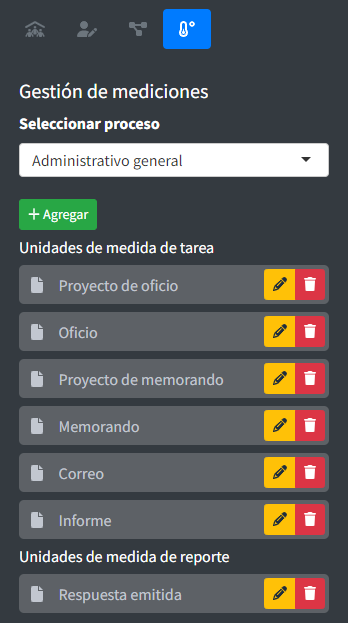 Gestión de mediciones
Seleccionar proceso
Administrativo general
+ Agregar
Unidades de medida de tarea
Proyecto de oficio
Oficio
Proyecto de memorando
Memorando
Correo
Informe
Unidades de medida de reporte
Respuesta emitida